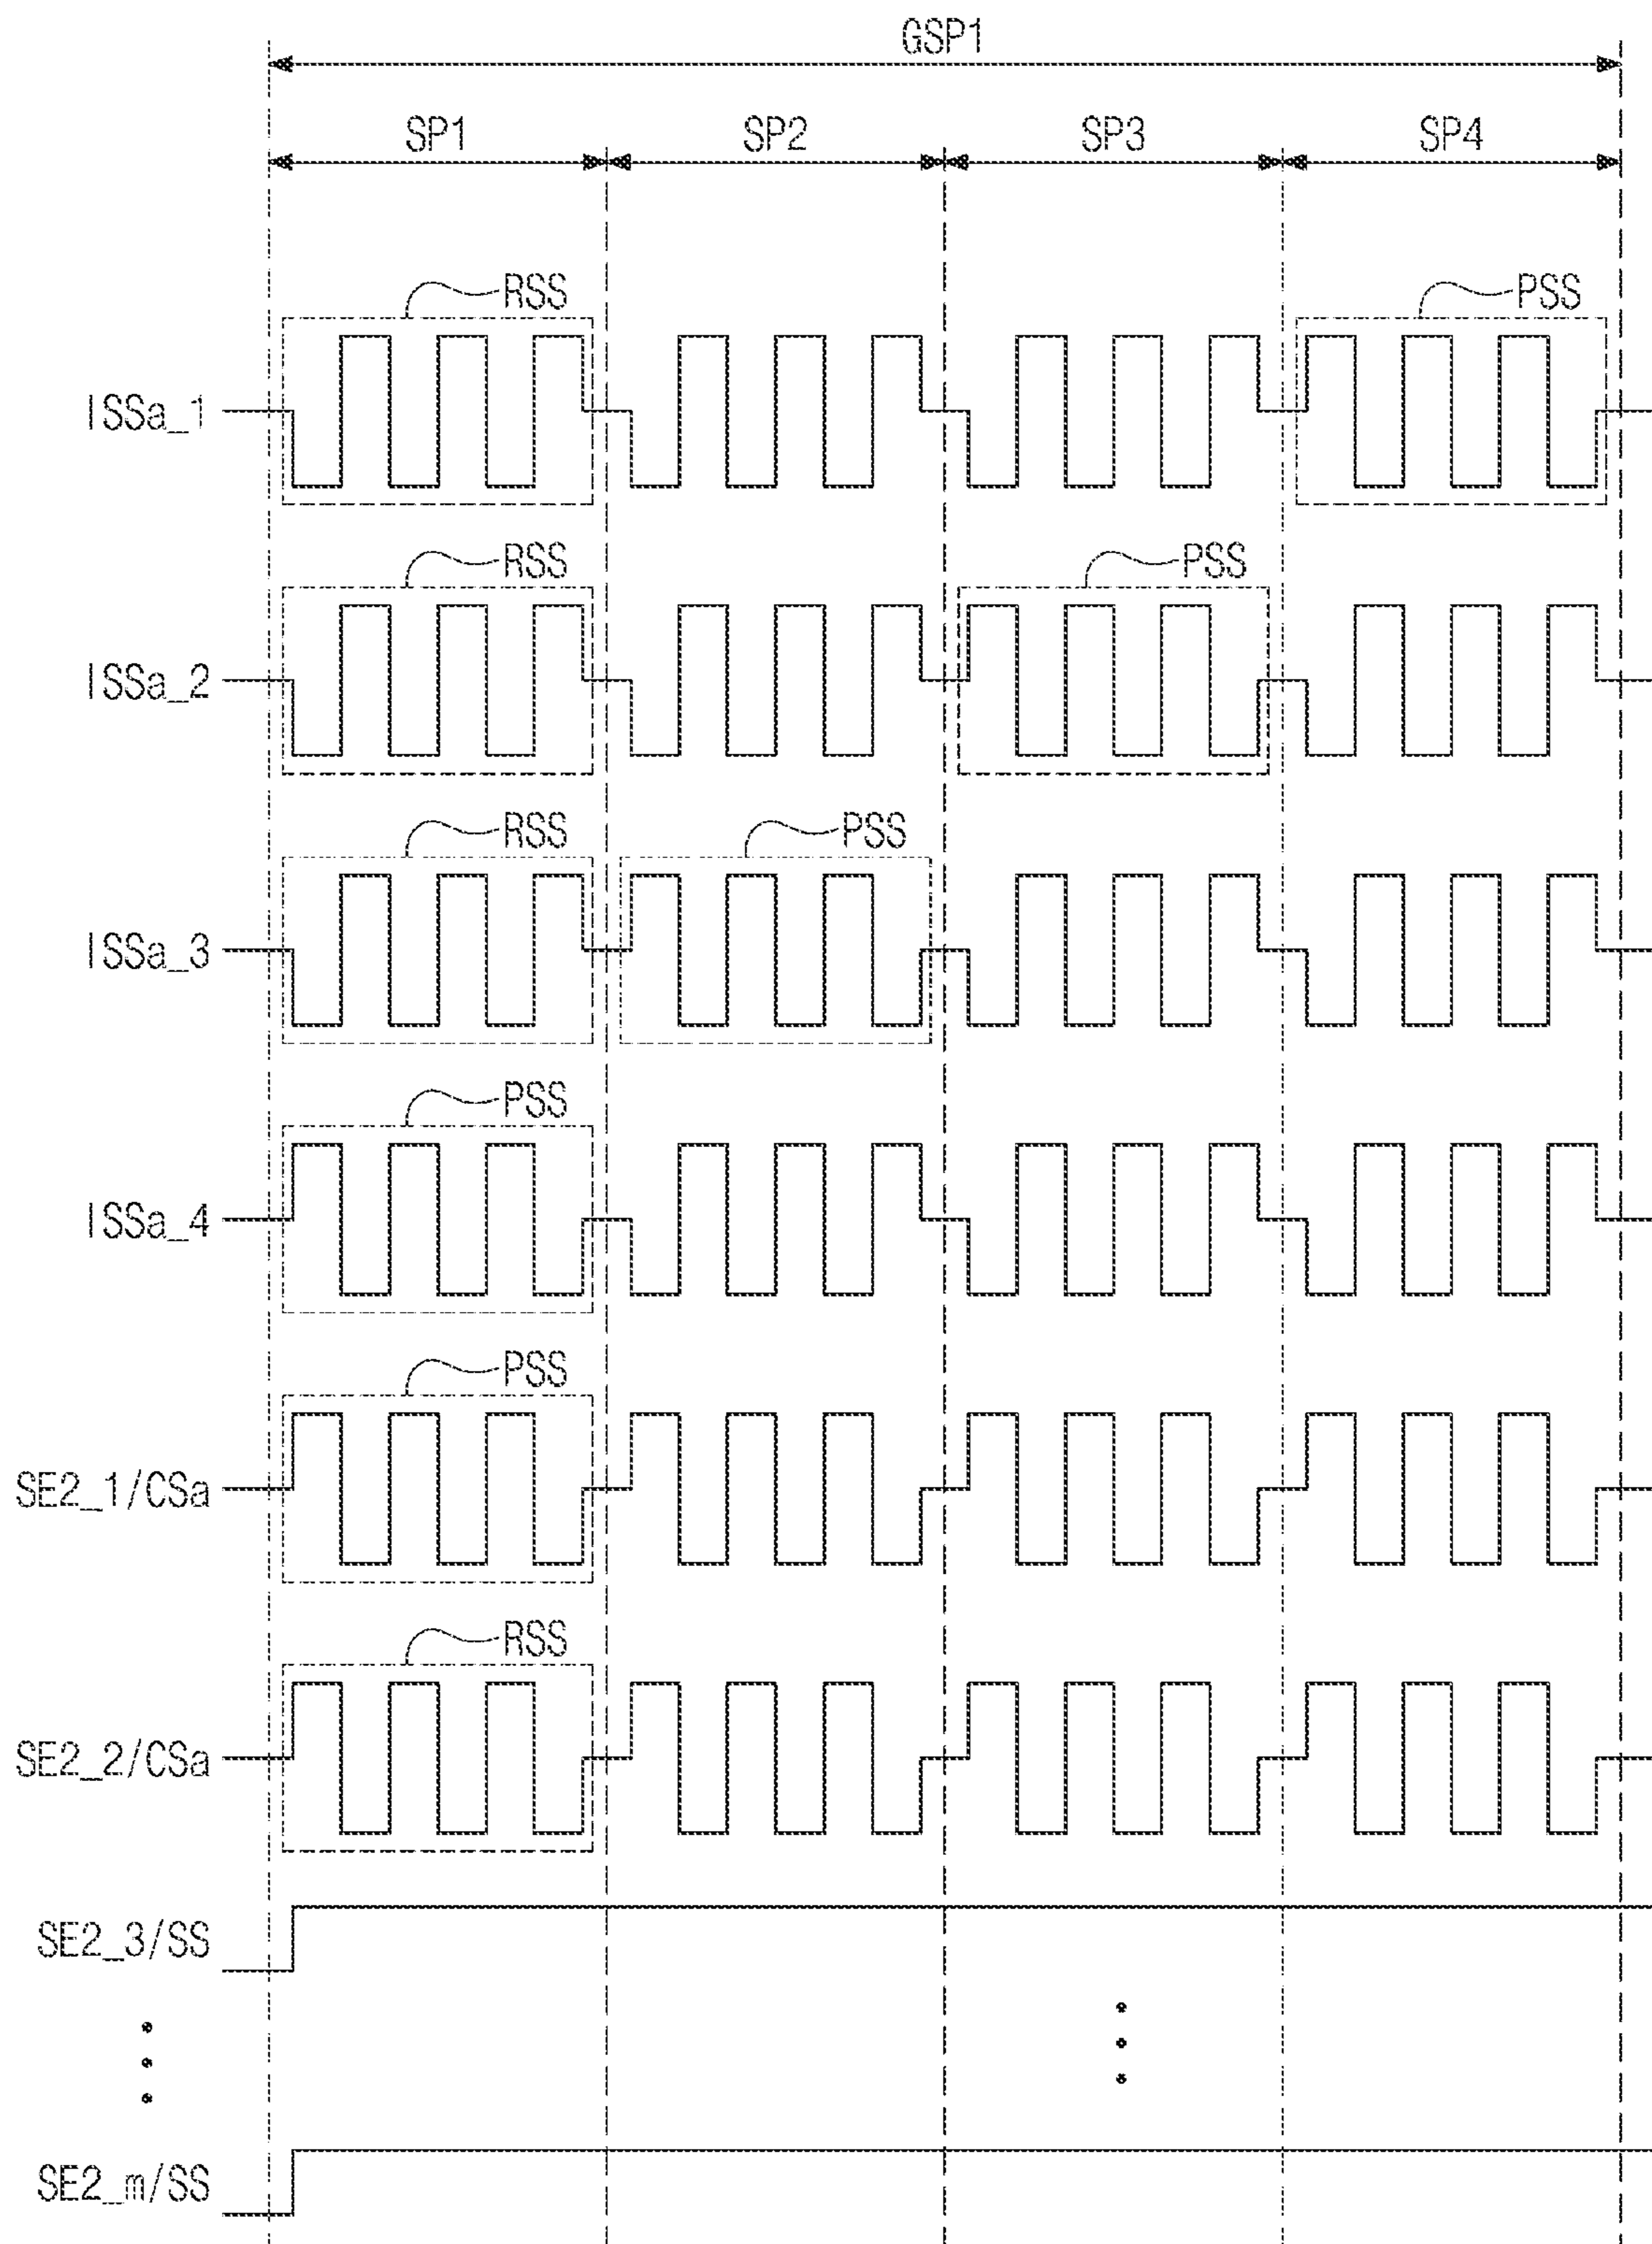 GSP1
SP1 SP2 SP3 SP4
RSS PSS
ISSa_1
RSS PSS
ISSa_2
RSS PSS
ISSa_3
PSS
ISSa_4
PSS
SE2_1/CSa
RSS
SE2_2/CSa
SE2_3/SS
SE2_m/SS